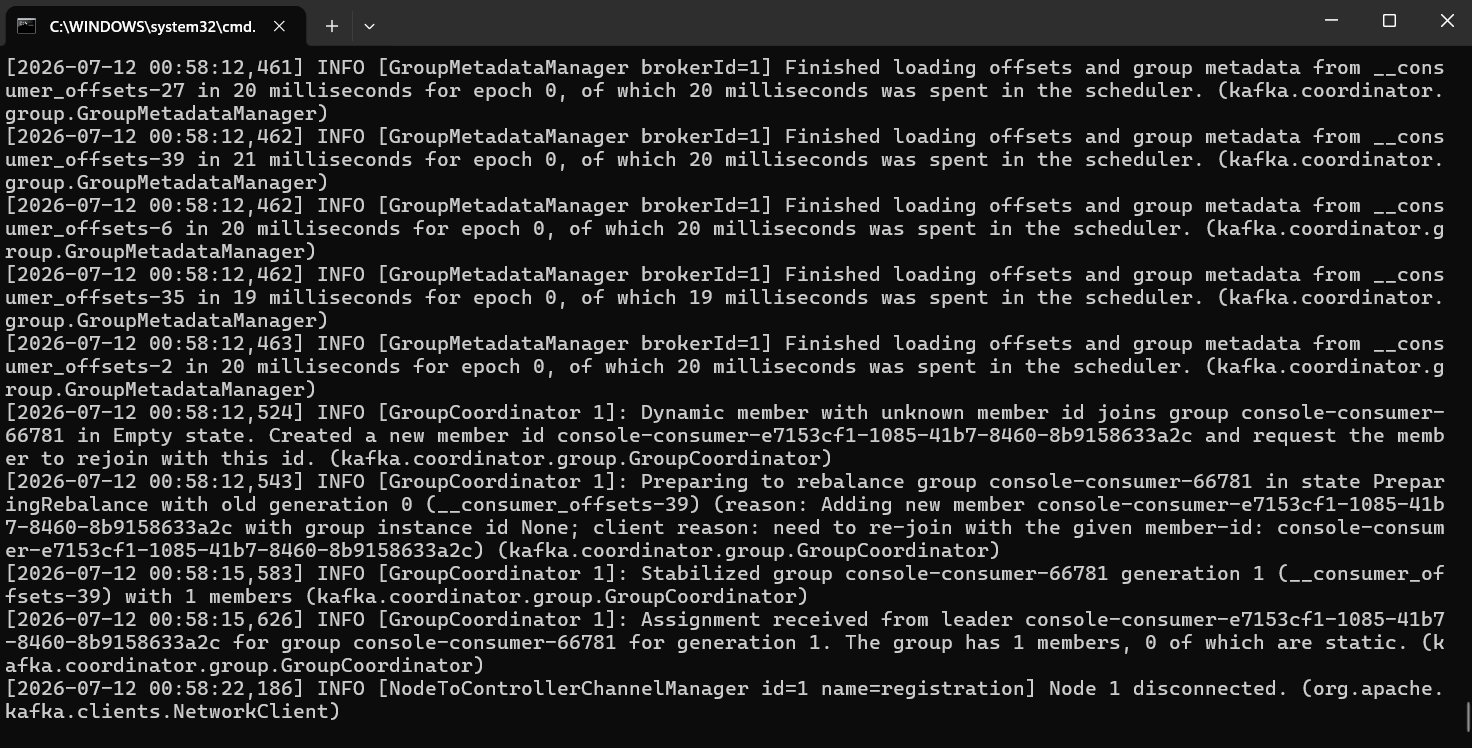 C:\WINDOWS\system32\cmd.
[2026-07-12 00:58:12,461] INFO [GroupMetadataManager brokerId=1] Finished loading offsets and group metadata from __cons
umer_offsets-27 in 20 milliseconds for epoch 0, of which 20 milliseconds was spent in the scheduler. (kafka.coordinator.
group.GroupMetadataManager)
[2026-07-12 00:58:12,462] INFO [GroupMetadataManager brokerId=1] Finished loading offsets and group metadata from __cons
umer_offsets-39 in 21 milliseconds for epoch 0, of which 20 milliseconds was spent in the scheduler. (kafka.coordinator.
group.GroupMetadataManager)
[2026-07-12 00:58:12,462] INFO [GroupMetadataManager brokerId=1] Finished loading offsets and group metadata from __cons
umer_offsets-6 in 20 milliseconds for epoch 0, of which 20 milliseconds was spent in the scheduler. (kafka.coordinator.g
roup.GroupMetadataManager)
[2026-07-12 00:58:12,462] INFO [GroupMetadataManager brokerId=1] Finished loading offsets and group metadata from __cons
umer_offsets-35 in 19 milliseconds for epoch 0, of which 19 milliseconds was spent in the scheduler. (kafka.coordinator.
group.GroupMetadataManager)
[2026-07-12 00:58:12,463] INFO [GroupMetadataManager brokerId=1] Finished loading offsets and group metadata from __cons
umer_offsets-2 in 20 milliseconds for epoch 0, of which 20 milliseconds was spent in the scheduler. (kafka.coordinator.g
roup.GroupMetadataManager)
[2026-07-12 00:58:12,524] INFO [GroupCoordinator 1]: Dynamic member with unknown member id joins group console-consumer-
66781 in Empty state. Created a new member id console-consumer-e7153cf1-1085-41b7-8460-8b9158633a2c and request the memb
er to rejoin with this id. (kafka.coordinator.group.GroupCoordinator)
[2026-07-12 00:58:12,543] INFO [GroupCoordinator 1]: Preparing to rebalance group console-consumer-66781 in state Prepar
ingRebalance with old generation 0 (__consumer_offsets-39) (reason: Adding new member console-consumer-e7153cf1-1085-41b
7-8460-8b9158633a2c with group instance id None; client reason: need to re-join with the given member-id: console-consum
er-e7153cf1-1085-41b7-8460-8b9158633a2c) (kafka.coordinator.group.GroupCoordinator)
[2026-07-12 00:58:15,583] INFO [GroupCoordinator 1]: Stabilized group console-consumer-66781 generation 1 (__consumer_of
fsets-39) with 1 members (kafka.coordinator.group.GroupCoordinator)
[2026-07-12 00:58:15,626] INFO [GroupCoordinator 1]: Assignment received from leader console-consumer-e7153cf1-1085-41b7
-8460-8b9158633a2c for group console-consumer-66781 for generation 1. The group has 1 members, 0 of which are static. (k
afka.coordinator.group.GroupCoordinator)
[2026-07-12 00:58:22,186] INFO [NodeToControllerChannelManager id=1 name=registration] Node 1 disconnected. (org.apache.
kafka.clients.NetworkClient)